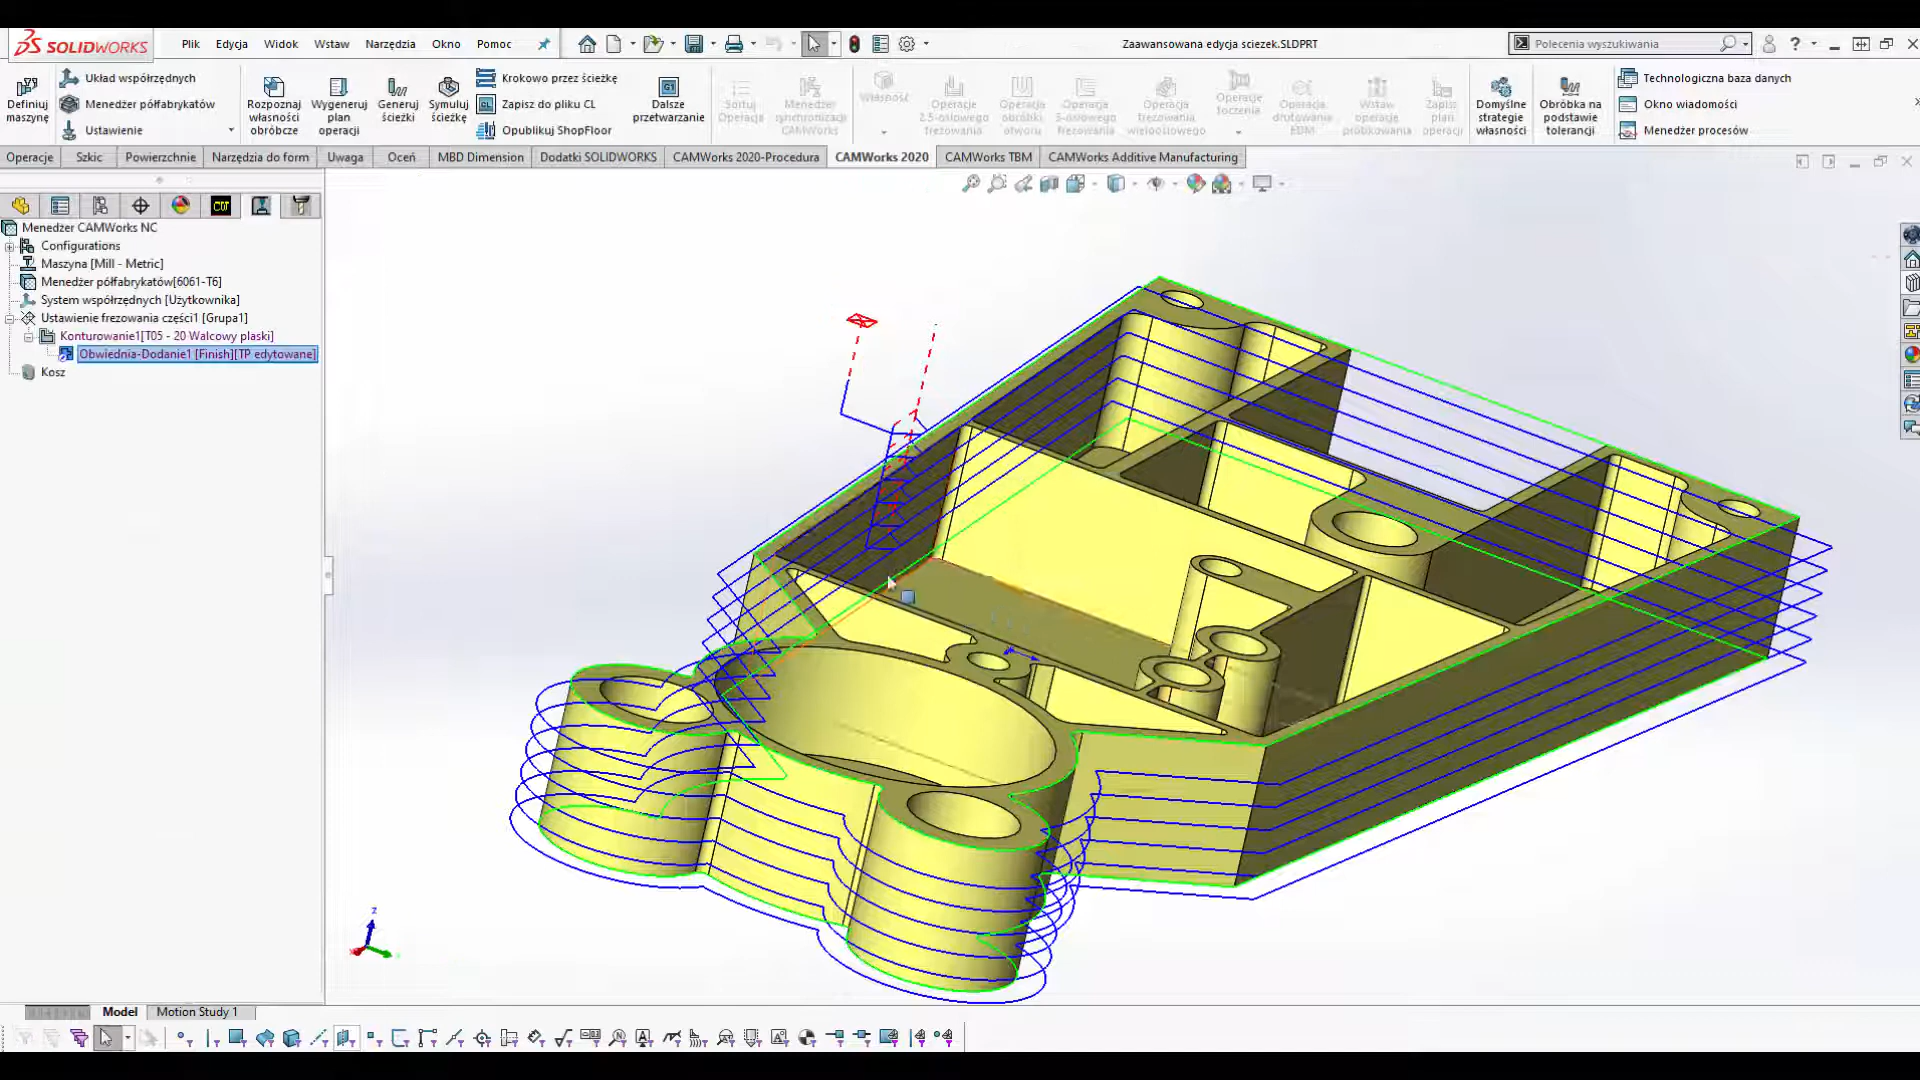 SOLIDWORKS
Plik Edycja Widok Wstaw Narzędzia Okno Pomoc
Zaawansowana edycja sciezek.SLDPRT
Polecenia wyszukiwania
Definiuj maszynę
Układ współrzędnych
Menedżer półfabrykatów
Ustawienie
Rozpoznaj własności obróbcze
Wygeneruj plan operacji
Generuj ścieżki
Symuluj ścieżkę
Krokowo przez ścieżkę
Zapisz do pliku CL
Opublikuj ShopFloor
Dalsze przetwarzanie
Sortuj Operacje
Menedżer synchronizacji CAMWorks
Własność
Operacje 2.5-osiowego frezowania
Operacje obróbki otworu
Operacje 3-osiowego frezowania
Operacje frezowania wieloosiowego
Operacje toczenia
Operacje drutowania EDM
Wstaw operacje próbkowania
Zapisz plan operacji
Domyślne strategie własności
Obróbka na podstawie tolerancji
Technologiczna baza danych
Okno wiadomości
Menedżer procesów
Operacje Szkic Powierzchnie Narzędzia do form Uwaga Oceń MBD Dimension Dodatki SOLIDWORKS CAMWorks 2020-Procedura CAMWorks 2020 CAMWorks TBM CAMWorks Additive Manufacturing
Menedżer CAMWorks NC
Configurations
Maszyna [Mill - Metric]
Menedżer półfabrykatów[6061-T6]
System współrzędnych [Użytkownika]
Ustawienie frezowania części1 [Grupa1]
Konturowanie1[T05 - 20 Walcowy plaski]
Obwiednia-Dodanie1 [Finish][TP edytowane]
Kosz
z
Model Motion Study 1